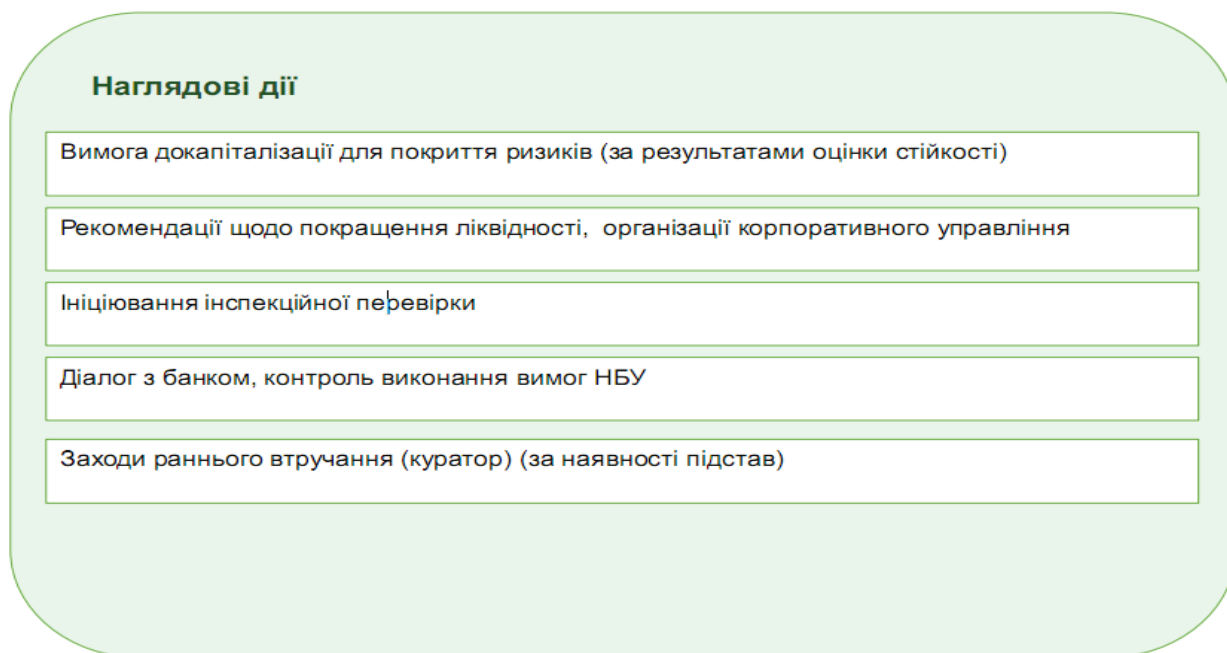 Наглядові дії
Вимога докапіталізації для покриття ризиків (за результатами оцінки стійкості)
Рекомендації щодо покращення ліквідності, організації корпоративного управління
Ініціювання інспекційної перевірки
Діалог з банком, контроль виконання вимог НБУ
Заходи раннього втручання (куратор) (за наявності підстав)